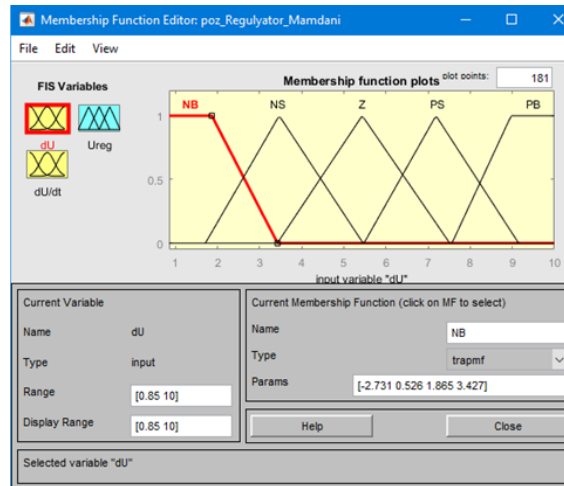 Membership Function Editor: poz_Regulyator_Mamdani
File Edit View
FIS Variables
dU
Ureg
dU/dt
Membership function plots
plot points:
181
NB NS Z PS PB
1
0.5
0
1 2 3 4 5 6 7 8 9 10
input variable "dU"
Current Variable
Name dU
Type input
Range [0.85 10]
Display Range [0.85 10]
Current Membership Function (click on MF to select)
Name NB
Type trapmf
Params [-2.731 0.526 1.865 3.427]
Help Close
Selected variable "dU"